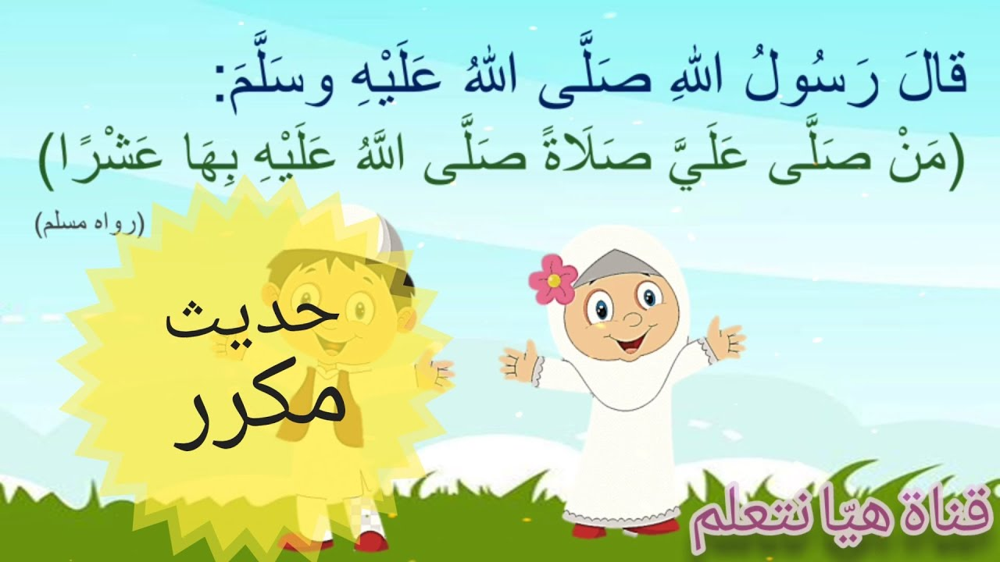 قالَ رَسُولُ اللهِ صَلَّى اللهُ عَلَيْهِ وسَلَّمَ:
(مَنْ صَلَّى عَلَيَّ صَلَاةً صَلَّى اللَّهُ عَلَيْهِ بِهَا عَشْرًا)
(رواه مسلم)
حديث
مكرر
قناة هيّا نتعلم